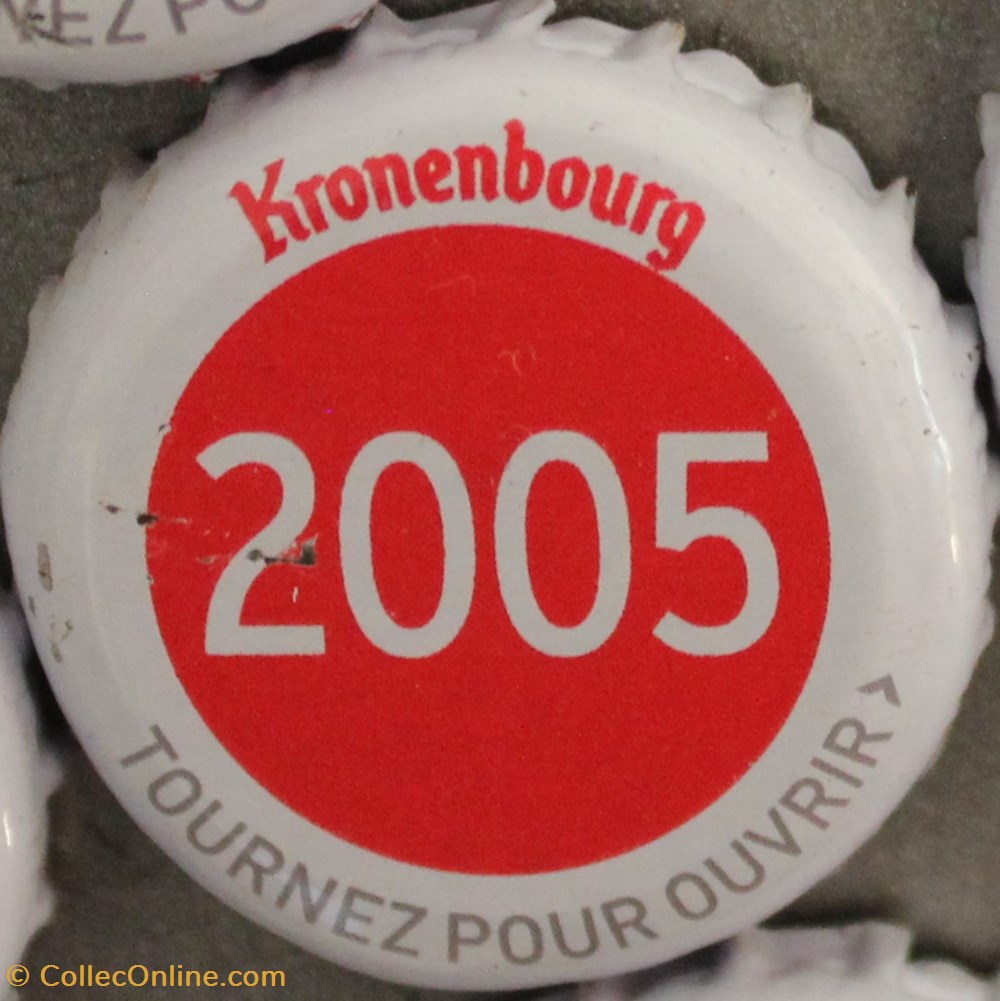 Kronenbourg
2005
TOURNEZ POUR OUVRIR >
© CollecOnline.com